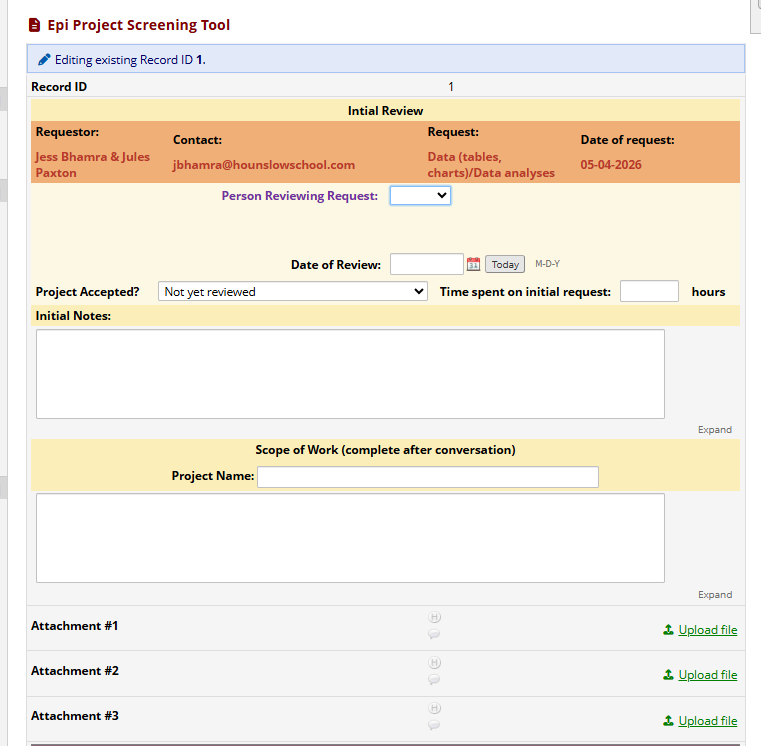 Epi Project Screening Tool
Editing existing Record ID 1.
Record ID 1
Intial Review
Requestor: Contact: Request: Date of request:
Jess Bhamra & Jules Paxton jbhamra@hounslowschool.com Data (tables, charts)/Data analyses 05-04-2026
Person Reviewing Request:
Date of Review: 31 Today M-D-Y
Project Accepted? Not yet reviewed Time spent on initial request: hours
Initial Notes:
Expand
Scope of Work (complete after conversation)
Project Name:
Expand
Attachment #1 H Upload file
Attachment #2 H Upload file
Attachment #3 H Upload file